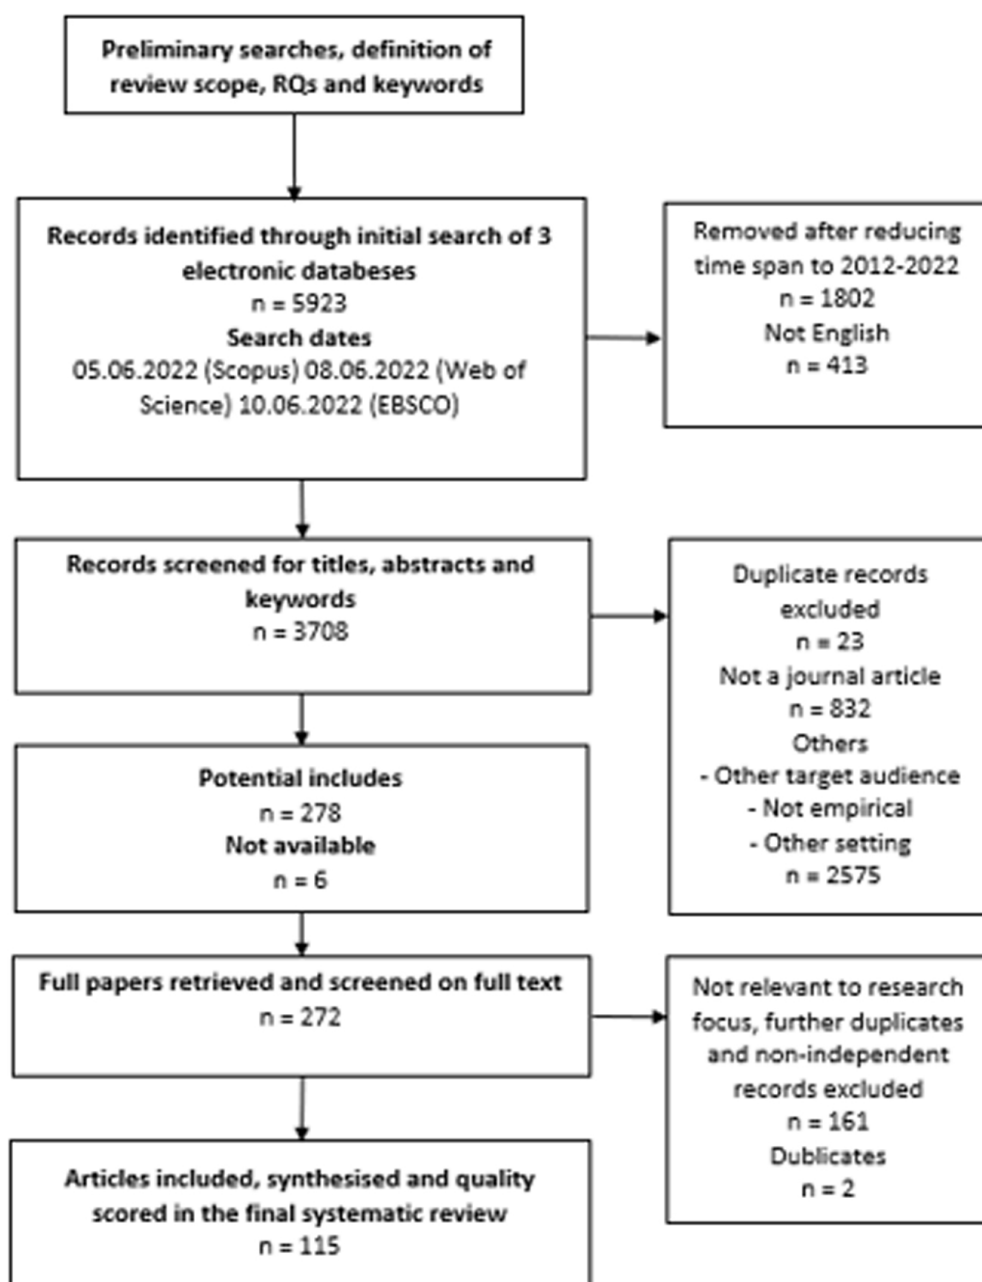 Preliminary searches, definition of
review scope, RQs and keywords
Records identified through initial search of 3
electronic databeses
n = 5923
Search dates
05.06.2022 (Scopus) 08.06.2022 (Web of
Science) 10.06.2022 (EBSCO)
Removed after reducing
time span to 2012-2022
n = 1802
Not English
n = 413
Records screened for titles, abstracts and
keywords
n = 3708
Duplicate records
excluded
n = 23
Not a journal article
n = 832
Others
- Other target audience
- Not empirical
- Other setting
n = 2575
Potential includes
n = 278
Not available
n = 6
Full papers retrieved and screened on full text
n = 272
Not relevant to research
focus, further duplicates
and non-independent
records excluded
n = 161
Dublicates
n = 2
Articles included, synthesised and quality
scored in the final systematic review
n = 115